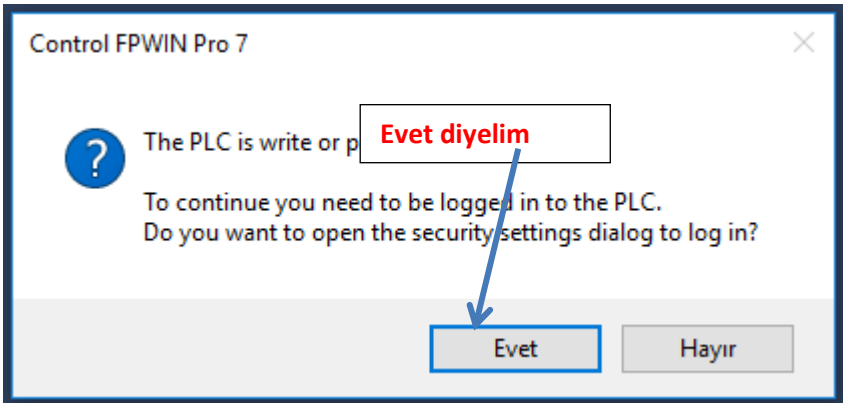 Control FPWIN Pro 7
The PLC is write or p
Evet diyelim
To continue you need to be logged in to the PLC.
Do you want to open the security settings dialog to log in?
Evet
Hayır